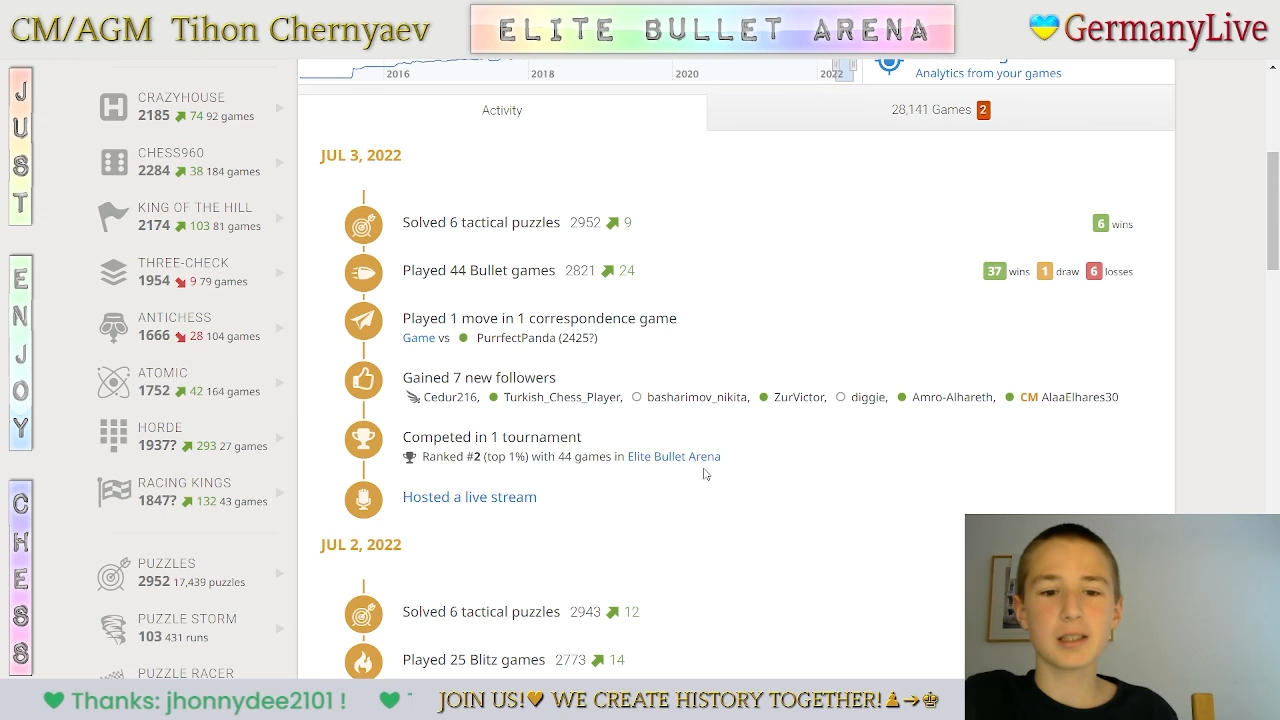 CM/AGM Tihon Chernyaev
ELITE BULLET ARENA
GermanyLive
JUST
ENJOY
CHESS
CRAZYHOUSE
2185 74 92 games
CHESS960
2284 38 184 games
KING OF THE HILL
2174 103 81 games
THREE-CHECK
1954 9 79 games
ANTICHESS
1666 28 104 games
ATOMIC
1752 42 164 games
HORDE
1937? 293 27 games
RACING KINGS
1847? 132 43 games
PUZZLES
2952 17,439 puzzles
PUZZLE STORM
103 431 runs
PUZZLE RACER
2016 2018 2020 2022
Analytics from your games
Activity
28,141 Games 2
JUL 3, 2022
Solved 6 tactical puzzles 2952 9
6 wins
Played 44 Bullet games 2821 24
37 wins 1 draw 6 losses
Played 1 move in 1 correspondence game
Game vs PurrfectPanda (2425?)
Gained 7 new followers
Cedur216, Turkish_Chess_Player, basharimov_nikita, ZurVictor, diggie, Amro-Alhareth, CM AlaaElhares30
Competed in 1 tournament
Ranked #2 (top 1%) with 44 games in Elite Bullet Arena
Hosted a live stream
JUL 2, 2022
Solved 6 tactical puzzles 2943 12
Played 25 Blitz games 2773 14
Thanks: jhonnydee2101 !
JOIN US!🧡 WE CREATE HISTORY TOGETHER!♟➔♚